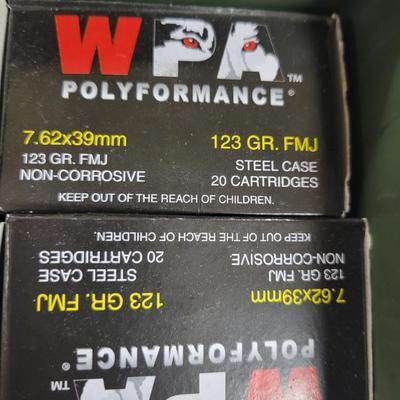 WPA™
POLYFORMANCE®
7.62x39mm 123 GR. FMJ
123 GR. FMJ STEEL CASE
NON-CORROSIVE 20 CARTRIDGES
KEEP OUT OF THE REACH OF CHILDREN.
WPA™
POLYFORMANCE®
7.62x39mm 123 GR. FMJ
123 GR. FMJ STEEL CASE
NON-CORROSIVE 20 CARTRIDGES
KEEP OUT OF THE REACH OF CHILDREN.